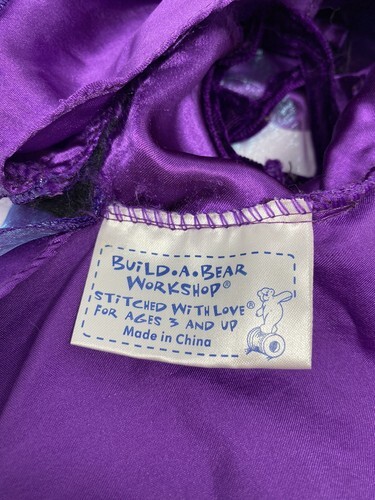 BUILD•A•BEAR
WORKSHOP®
STITCHED WITH LOVE®
FOR AGES 3 AND UP
Made in China